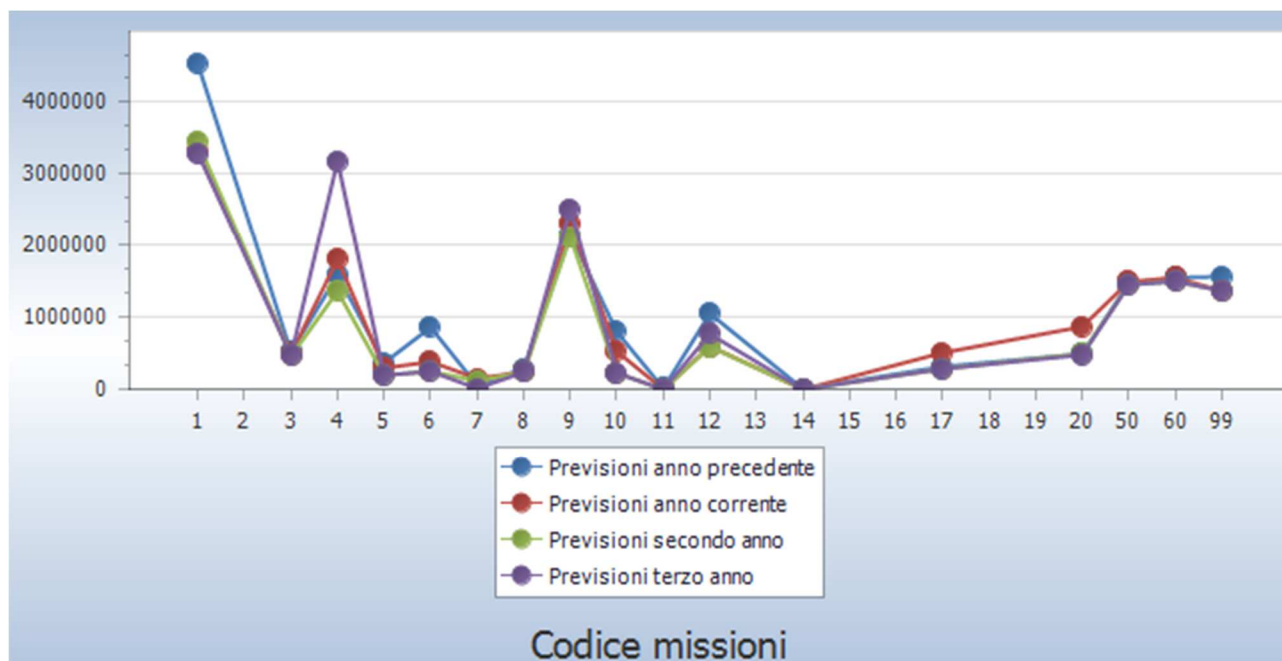 4000000
3000000
2000000
1000000
0
1 2 3 4 5 6 7 8 9 10 11 12 13 14 15 16 17 18 19 20 50 60 99
Previsioni anno precedente
Previsioni anno corrente
Previsioni secondo anno
Previsioni terzo anno
Codice missioni